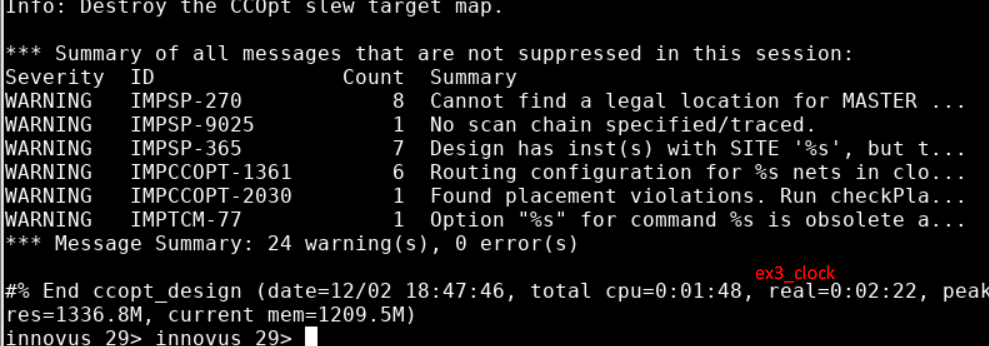 Info: Destroy the CCOpt slew target map.
*** Summary of all messages that are not suppressed in this session:
Severity  ID               Count  Summary
WARNING   IMPSP-270            8  Cannot find a legal location for MASTER ...
WARNING   IMPSP-9025           1  No scan chain specified/traced.
WARNING   IMPSP-365            7  Design has inst(s) with SITE '%s', but t...
WARNING   IMPCCOPT-1361        6  Routing configuration for %s nets in clo...
WARNING   IMPCCOPT-2030        1  Found placement violations. Run checkPla...
WARNING   IMPTCM-77            1  Option "%s" for command %s is obsolete a...
*** Message Summary: 24 warning(s), 0 error(s)
ex3_clock
#% End ccopt_design (date=12/02 18:47:46, total cpu=0:01:48, real=0:02:22, peak
res=1336.8M, current mem=1209.5M)
innovus 29> innovus 29>